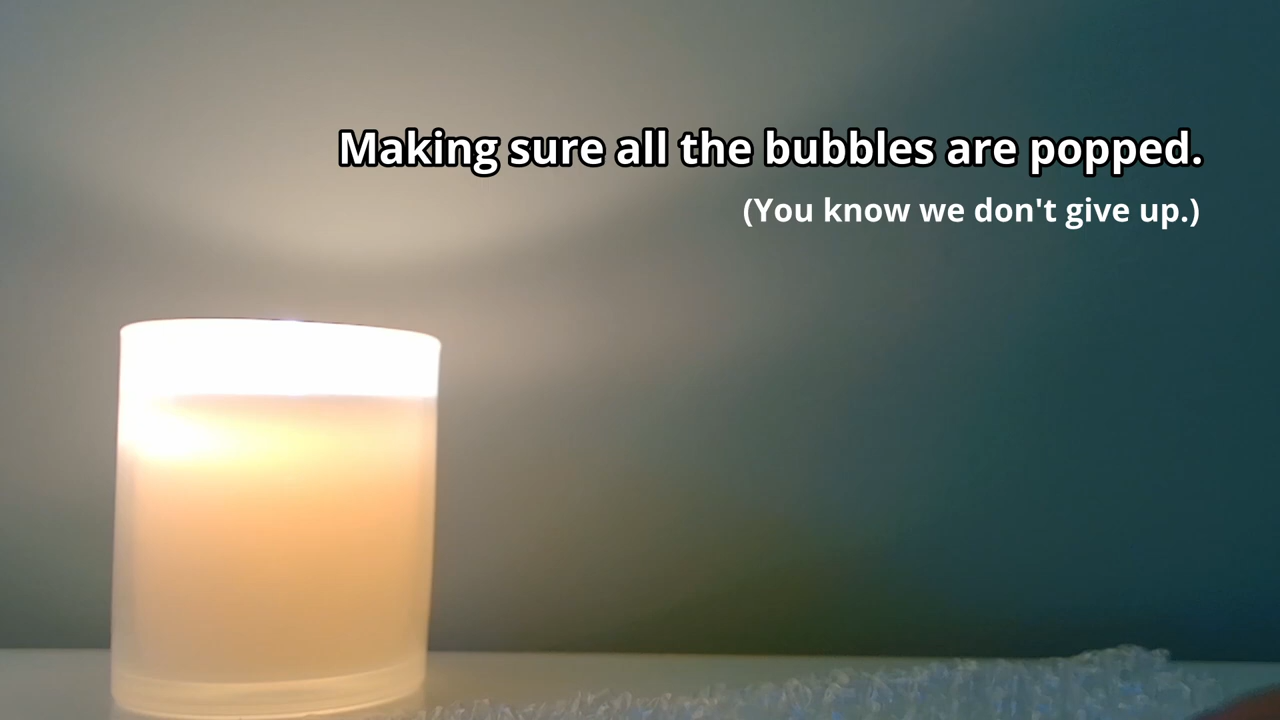 Making sure all the bubbles are popped.
(You know we don't give up.)